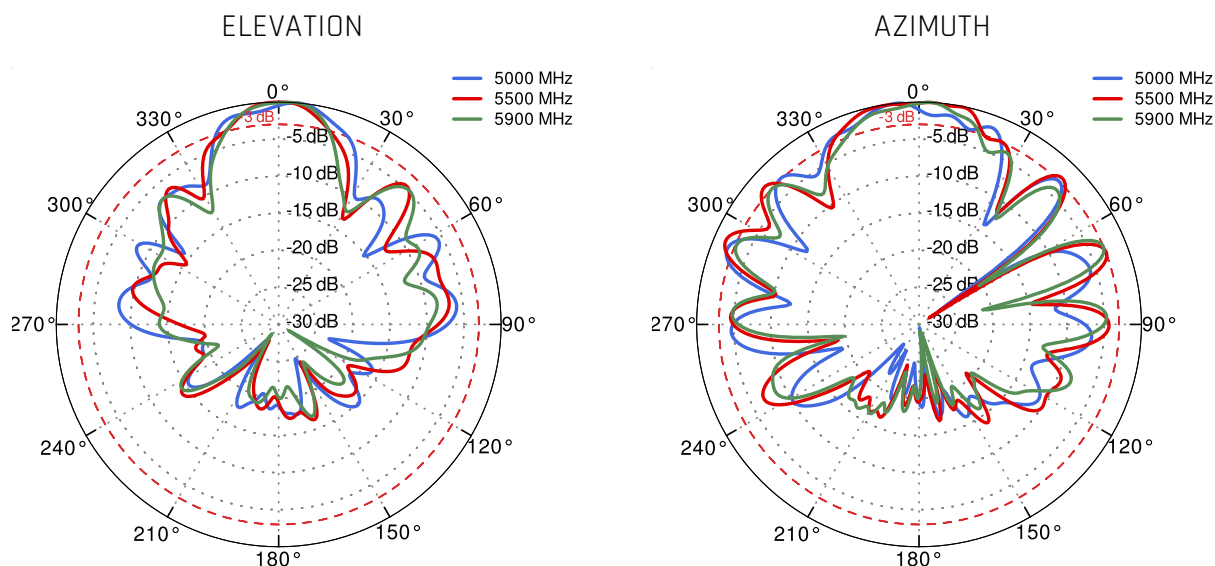 ELEVATION
5000 MHz
5500 MHz
5900 MHz
0°
30°
60°
90°
120°
150°
180°
210°
240°
270°
300°
330°
3 dB
-5 dB
-10 dB
-15 dB
-20 dB
-25 dB
-30 dB
AZIMUTH
5000 MHz
5500 MHz
5900 MHz
0°
30°
60°
90°
120°
150°
180°
210°
240°
270°
300°
330°
-3 dB
-5 dB
-10 dB
-15 dB
-20 dB
-25 dB
-30 dB